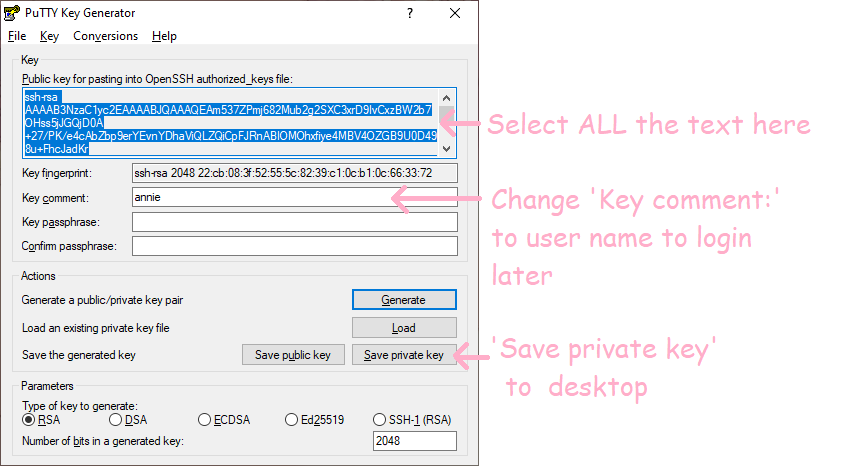 PuTTY Key Generator
? ×
File Key Conversions Help
Key
Public key for pasting into OpenSSH authorized_keys file:
ssh-rsa
AAAAB3NzaC1yc2EAAAABJQAAAQEAm537ZPmj682Mub2g2SXC3xrD9IvCxzBW2b7
OHss5jJGQjD0A
+27/PK/e4cAbZbp9erYEvnYDhaViQLZQiCpFJRnABIOMOhxfiye4MBV4OZGB9U0D49
8u+FhcJadKr
Select ALL the text here
Key fingerprint: ssh-rsa 2048 22:cb:08:3f:52:55:5c:82:39:c1:0c:b1:0c:66:33:72
Key comment: annie
Change 'Key comment:'
to user name to login
later
Key passphrase:
Confirm passphrase:
Actions
Generate a public/private key pair Generate
Load an existing private key file Load
Save the generated key Save public key Save private key
'Save private key'
to desktop
Parameters
Type of key to generate:
RSA DSA ECDSA Ed25519 SSH-1 (RSA)
Number of bits in a generated key: 2048